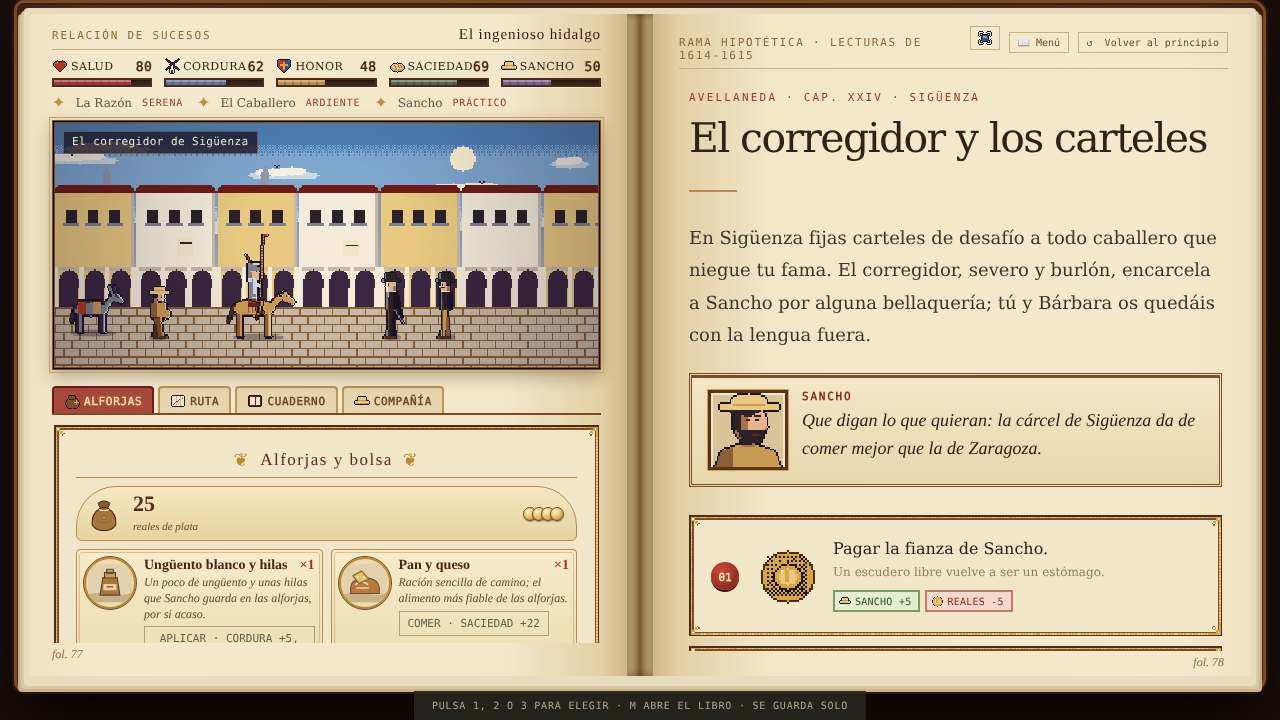 RELACIÓN DE SUCESOS
El ingenioso hidalgo
SALUD 80
CORDURA 62
HONOR 48
SACIEDAD 69
SANCHO 50
La Razón SERENA
El Caballero ARDIENTE
Sancho PRÁCTICO
El corregidor de Sigüenza
ALFORJAS
RUTA
CUADERNO
COMPAÑÍA
Alforjas y bolsa
25
reales de plata
Ungüento blanco y hilas ×1
Un poco de ungüento y unas hilas
que Sancho guarda en las alforjas,
por si acaso.
APLICAR · CORDURA +5,
Pan y queso ×1
Ración sencilla de camino; el
alimento más fiable de las alforjas.
COMER · SACIEDAD +22
fol. 77
RAMA HIPOTÉTICA · LECTURAS DE
1614-1615
Menú
↺ Volver al principio
AVELLANEDA · CAP. XXIV · SIGÜENZA
El corregidor y los carteles
En Sigüenza fijas carteles de desafío a todo caballero que
niegue tu fama. El corregidor, severo y burlón, encarcela
a Sancho por alguna bellaquería; tú y Bárbara os quedáis
con la lengua fuera.
SANCHO
Que digan lo que quieran: la cárcel de Sigüenza da de
comer mejor que la de Zaragoza.
01
Pagar la fianza de Sancho.
Un escudero libre vuelve a ser un estómago.
SANCHO +5
REALES -5
fol. 78
PULSA 1, 2 O 3 PARA ELEGIR · M ABRE EL LIBRO · SE GUARDA SOLO